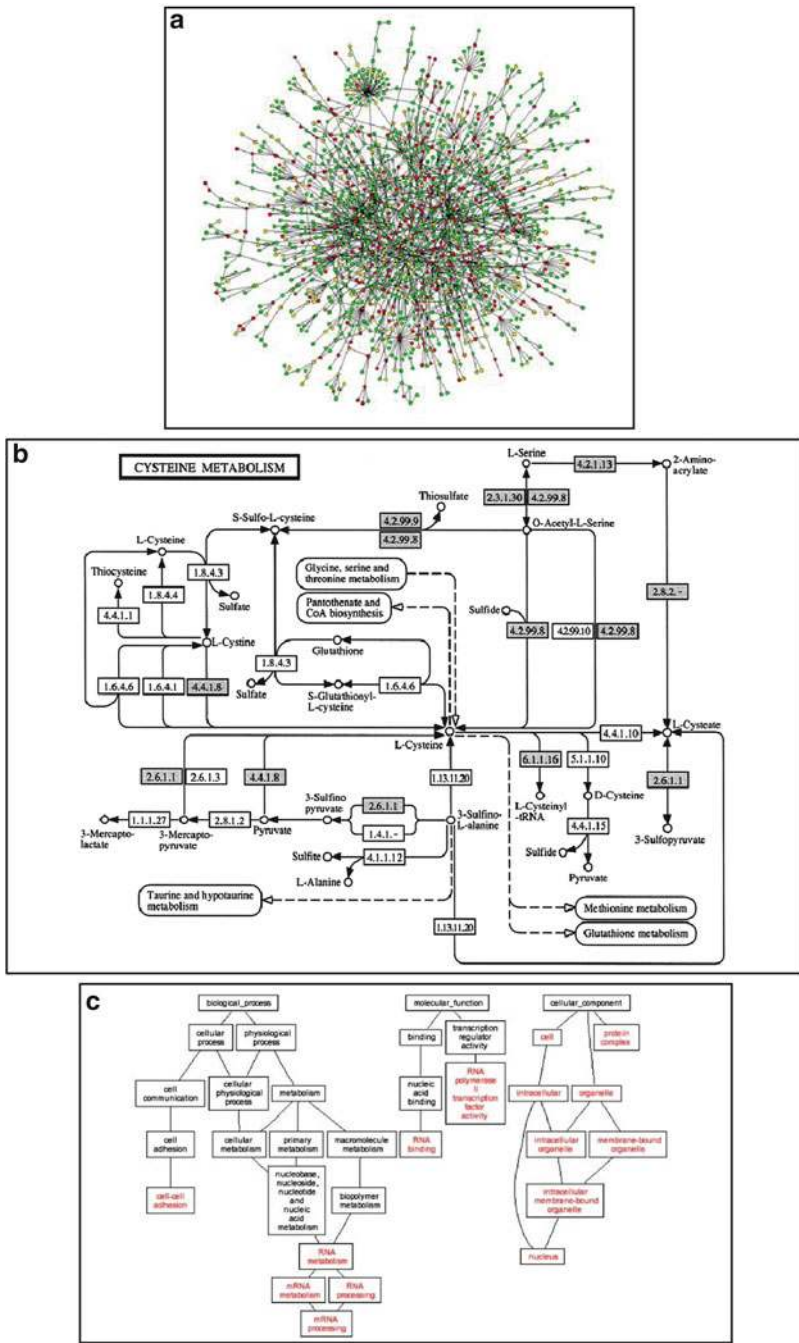 a
b
CYSTEINE METABOLISM
L-Serine
4.2.1.13
2-Amino-
acrylate
2.3.1.30
4.2.99.8
Thiosulfate
S-Sulfo-L-cysteine
4.2.99.9
4.2.99.8
O-Acetyl-L-Serine
L-Cysteine
Thiocysteine
1.8.4.3
1.8.4.4
Sulfate
4.4.1.1
Glycine, serine and
threonine metabolism
Pantothenate and
CoA biosynthesis
Sulfide
2.8.2.-
4.2.99.8
4.2.99.10
4.2.99.8
L-Cystine
Glutathione
1.8.4.3
1.6.4.6
1.6.4.1
4.4.1.8
Sulfate
S-Glutathionyl-
L-cysteine
1.6.4.6
L-Cysteine
4.4.1.10
L-Cysteate
2.6.1.1
2.6.1.3
4.4.1.8
1.13.11.20
6.1.1.16
5.1.1.10
2.6.1.1
3-Sulfino
pyruvate
2.6.1.1
3-Sulfino-
L-alanine
L-Cysteinyl
-tRNA
D-Cysteine
1.1.1.27
2.8.1.2
3-Mercapto-
lactate
3-Mercapto-
pyruvate
Pyruvate
1.4.1.-
4.4.1.15
3-Sulfopyruvate
Sulfite
4.1.1.12
Sulfide
L-Alanine
Pyruvate
Taurine and hypotaurine
metabolism
1.13.11.20
Methionine metabolism
Glutathione metabolism
c
biological_process
molecular_function
cellular_component
cellular
process
physiological
process
binding
transcription
regulator
activity
cell
protein
complex
cell
communication
cellular
physiological
process
metabolism
nucleic
acid
binding
RNA
polymerase
II
transcription
factor
activity
intracellular
organelle
cell
adhesion
cellular
metabolism
primary
metabolism
macromolecule
metabolism
RNA
binding
intracellular
organelle
membrane-bound
organelle
cell-cell
adhesion
nucleobase,
nucleoside,
nucleotide
and
nucleic
acid
metabolism
biopolymer
metabolism
intracellular
membrane-bound
organelle
RNA
metabolism
nucleus
mRNA
metabolism
RNA
processing
mRNA
processing